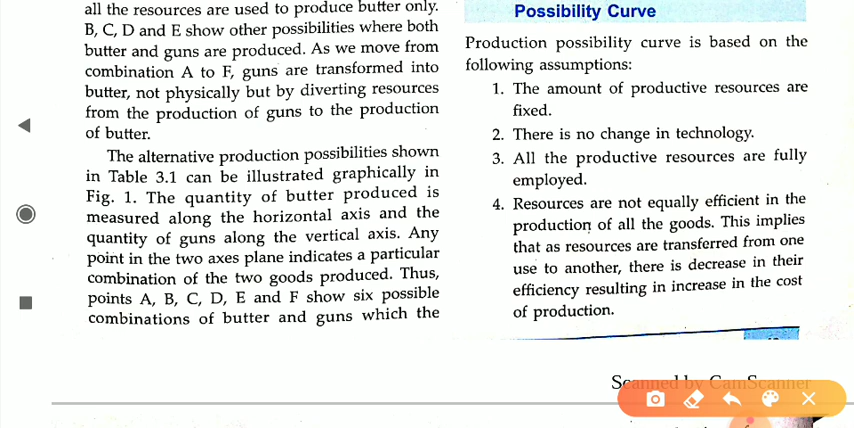 all the resources are used to produce butter only.
B, C, D and E show other possibilities where both
butter and guns are produced. As we move from
combination A to F, guns are transformed into
butter, not physically but by diverting resources
from the production of guns to the production
of butter.
The alternative production possibilities shown
in Table 3.1 can be illustrated graphically in
Fig. 1. The quantity of butter produced is
measured along the horizontal axis and the
quantity of guns along the vertical axis. Any
point in the two axes plane indicates a particular
combination of the two goods produced. Thus,
points A, B, C, D, E and F show six possible
combinations of butter and guns which the
Possibility Curve
Production possibility curve is based on the
following assumptions:
1. The amount of productive resources are
fixed.
2. There is no change in technology.
3. All the productive resources are fully
employed.
4. Resources are not equally efficient in the
production of all the goods. This implies
that as resources are transferred from one
use to another, there is decrease in their
efficiency resulting in increase in the cost
of production.
Scanned by CamScanner